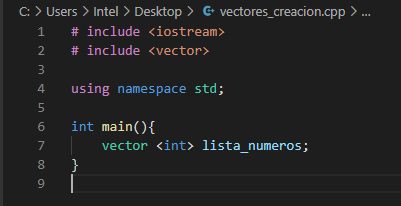 C: > Users > Intel > Desktop > vectores_creacion.cpp > ...
1 # include <iostream>
2 # include <vector>
3
4 using namespace std;
5
6 int main(){
7 vector <int> lista_numeros;
8 }
9